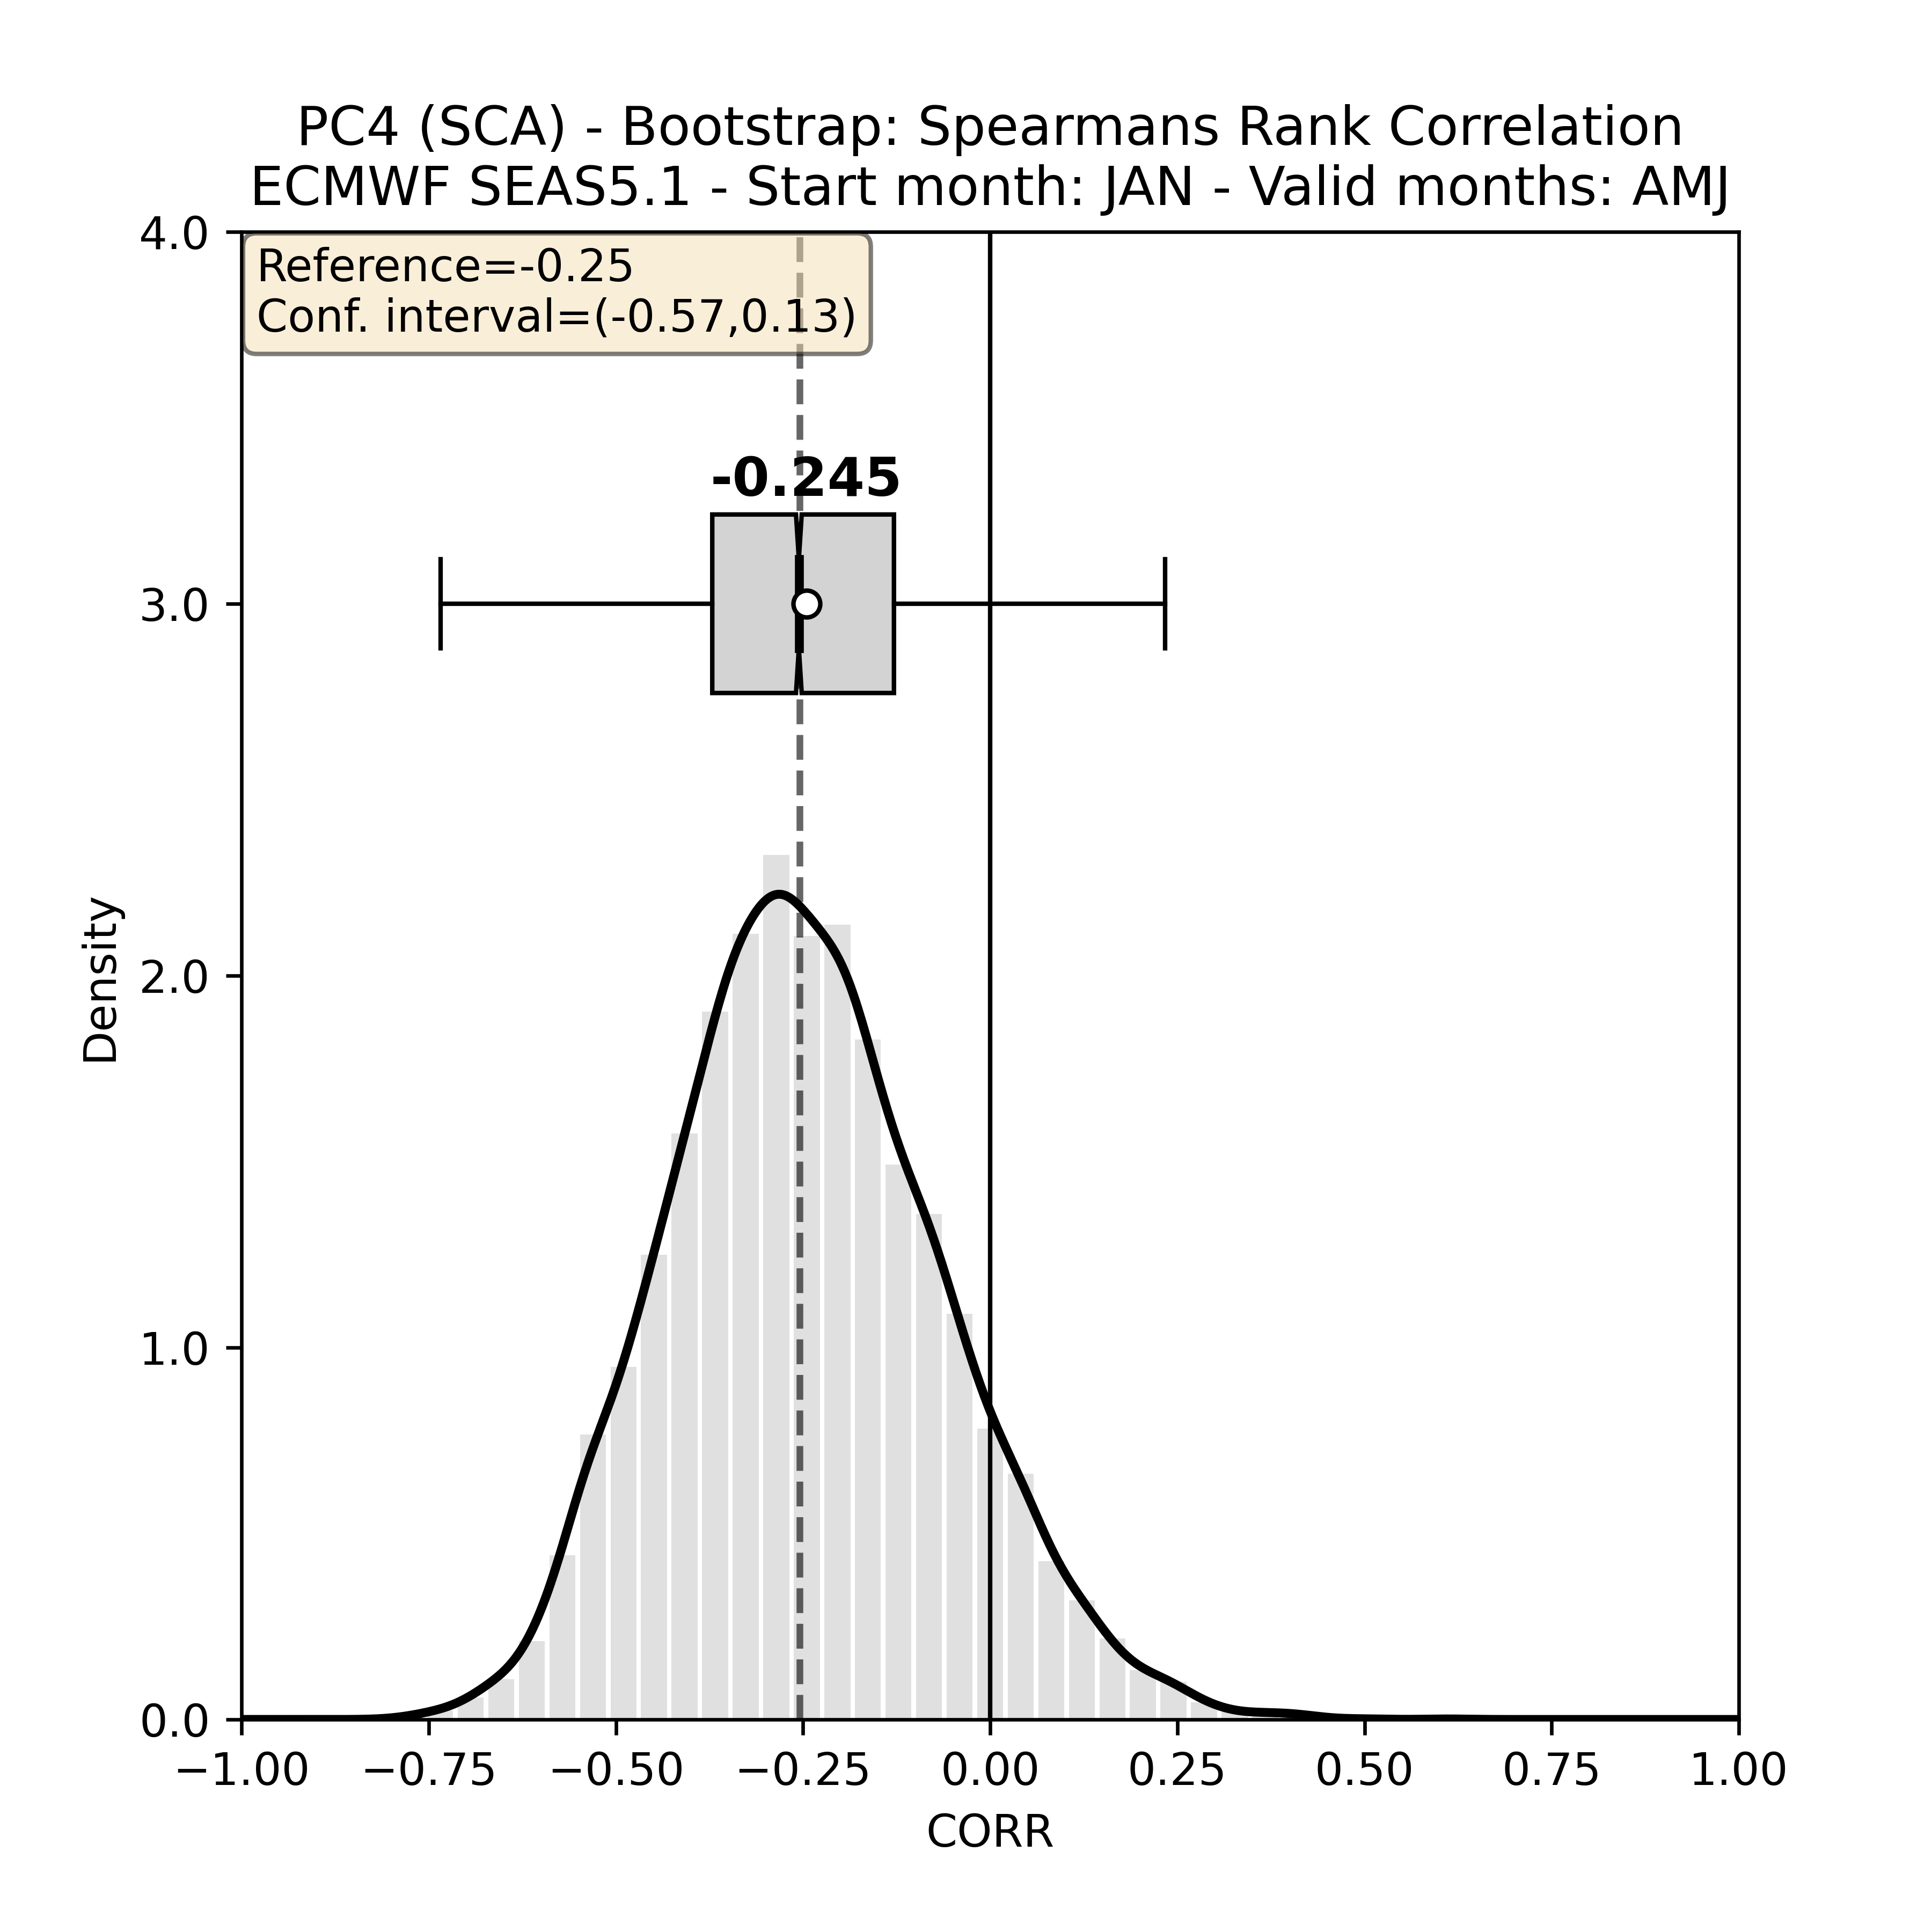 PC4 (SCA) - Bootstrap: Spearmans Rank Correlation
ECMWF SEAS5.1 - Start month: JAN - Valid months: AMJ
Reference=-0.25
Conf. interval=(-0.57,0.13)
-0.245
4.0
3.0
2.0
1.0
0.0
Density
−1.00 −0.75 −0.50 −0.25 0.00 0.25 0.50 0.75 1.00
CORR